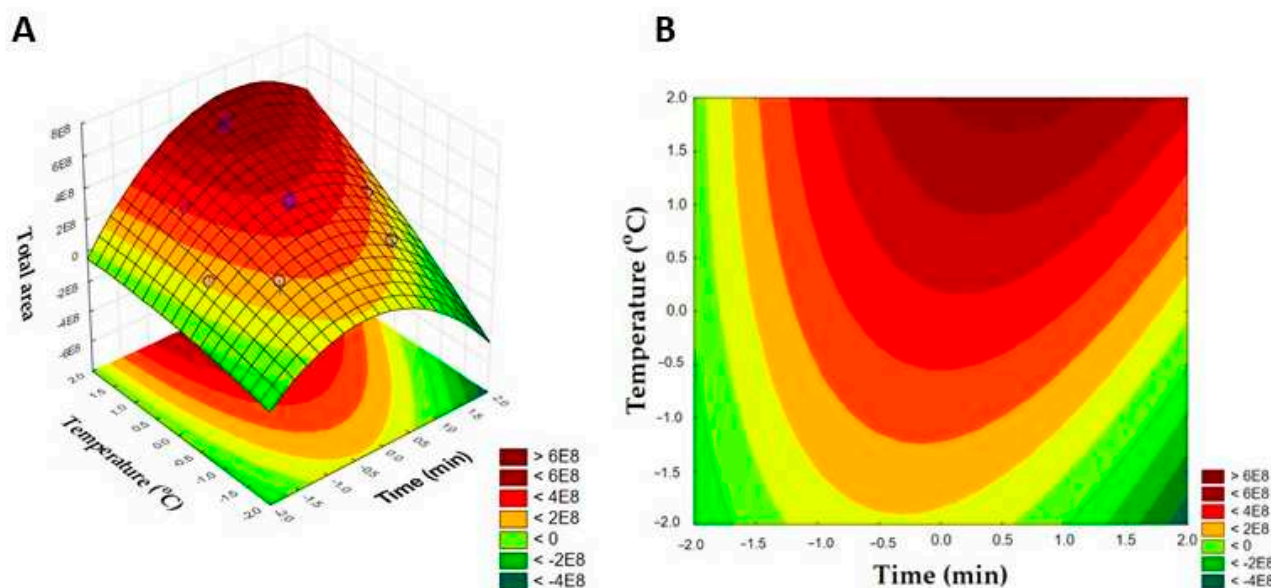 A
8E8
6E8
4E8
2E8
0
-2E8
-4E8
-6E8
Total area
2.0
1.5
1.0
0.5
0.0
-0.5
-1.0
-1.5
-2.0
Temperature (°C)
-2.0
-1.5
-1.0
-0.5
0.0
0.5
1.0
1.5
2.0
Time (min)
> 6E8
< 6E8
< 4E8
< 2E8
< 0
< -2E8
< -4E8
B
2.0
1.5
1.0
0.5
0.0
-0.5
-1.0
-1.5
-2.0
Temperature (°C)
-2.0 -1.5 -1.0 -0.5 0.0 0.5 1.0 1.5 2.0
Time (min)
> 6E8
< 6E8
< 4E8
< 2E8
< 0
< -2E8
< -4E8